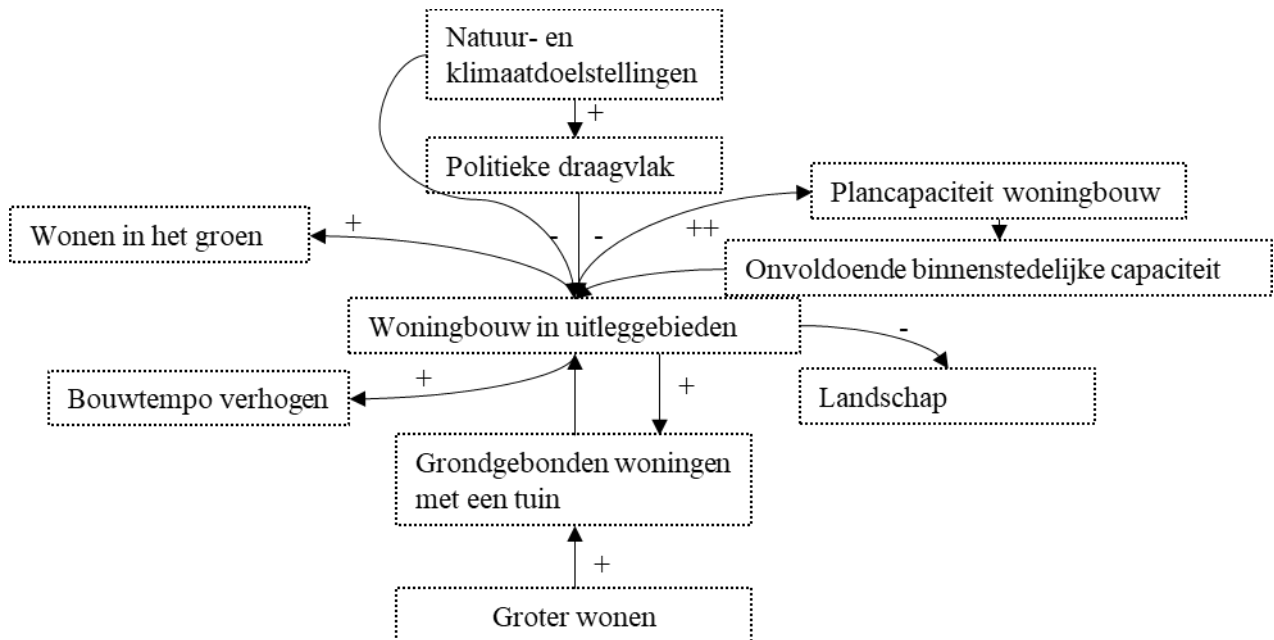 Natuur- en
klimaatdoelstellingen
+
Politieke draagvlak
Plancapaciteit woningbouw
Wonen in het groen
+
-
-
++
Onvoldoende binnenstedelijke capaciteit
Woningbouw in uitleggebieden
-
Bouwtempo verhogen
+
+
Landschap
Grondgebonden woningen
met een tuin
+
Groter wonen